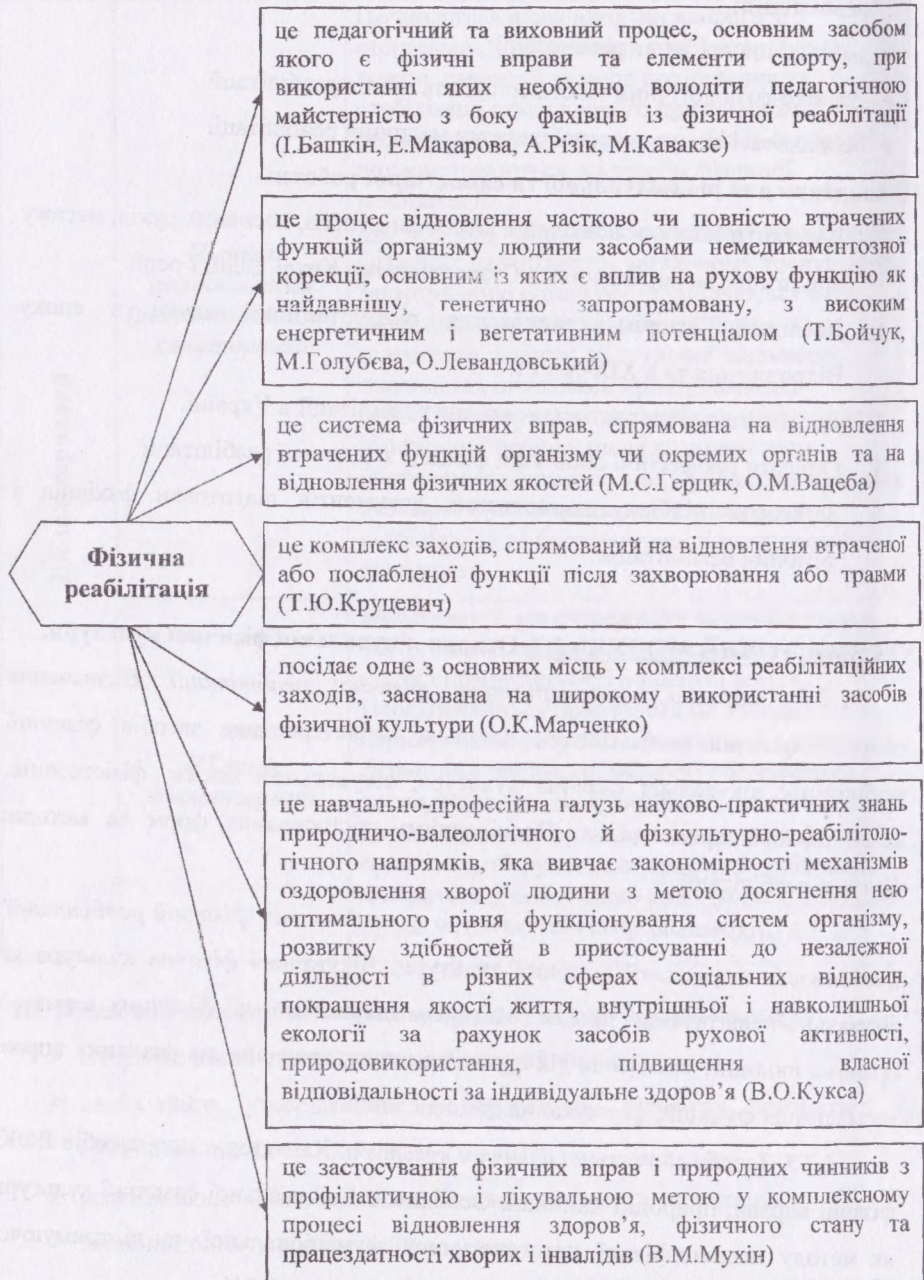 це педагогічний та виховний процес, основним засобом
якого є фізичні вправи та елементи спорту, при
використанні яких необхідно володіти педагогічною
майстерністю з боку фахівців із фізичної реабілітації
(І.Башкін, Е.Макарова, А.Різік, М.Кавакзе)
це процес відновлення частково чи повністю втрачених
функцій організму людини засобами немедикаментозної
корекції, основним із яких є вплив на рухову функцію як
найдавнішу, генетично запрограмовану, з високим
аферентним і вегетативним потенціалом (Т.Бойчук,
М.Голубєва, О.Левандовський)
це система фізичних вправ, спрямована на відновлення
втрачених функцій організму чи окремих органів та на
відновлення фізичних якостей (М.С.Герцик, О.М.Вацеба)
Фізична
реабілітація
це комплекс заходів, спрямований на відновлення втраченої
або послабленої функції після захворювання або травми
(Т.Ю.Круцевич)
посідає одне з основних місць у комплексі реабілітаційних
заходів, заснована на широкому використанні засобів
фізичної культури (О.К.Марченко)
це навчально-професійна галузь науково-практичних знань
природничо-валеологічного й фізкультурно-реабілітоло-
гічного напрямків, яка вивчає закономірності механізмів
оздоровлення хворої людини з метою досягнення нею
оптимального рівня функціонування систем організму,
розвитку здібностей в пристосуванні до незалежної
діяльності в різних сферах соціальних відносин,
покращення якості життя, внутрішньої і навколишньої
екології за рахунок засобів рухової активності,
природовикористання, підвищення власної
відповідальності за індивідуальне здоров’я (В.О.Кукса)
це застосування фізичних вправ і природних чинників з
профілактичною і лікувальною метою у комплексному
процесі відновлення здоров’я, фізичного стану та
працездатності хворих і інвалідів (В.М.Мухін)